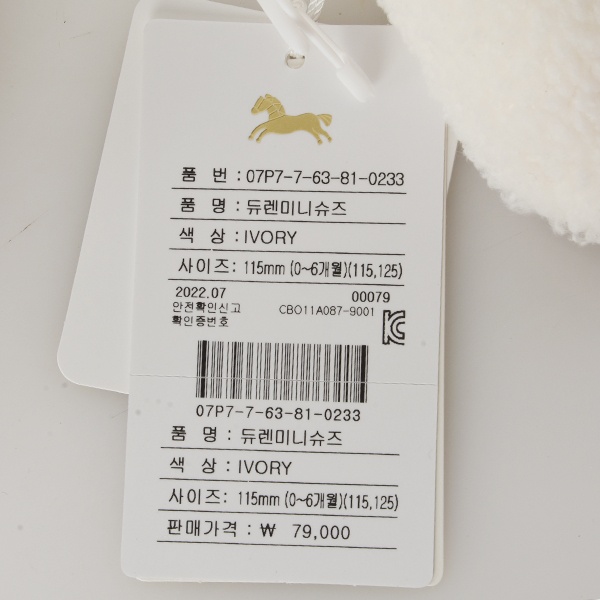 품 번 : 07P7-7-63-81-0233
품 명 : 듀렌미니슈즈
색 상 : IVORY
사이즈: 115mm (0~6개월)(115,125)
2022.07 00079
안전확인신고 CB011A087-9001
확인증번호
07P7-7-63-81-0233
품 명 : 듀렌미니슈즈
색 상 : IVORY
사이즈: 115mm (0~6개월)(115,125)
판매가격 : ₩ 79,000